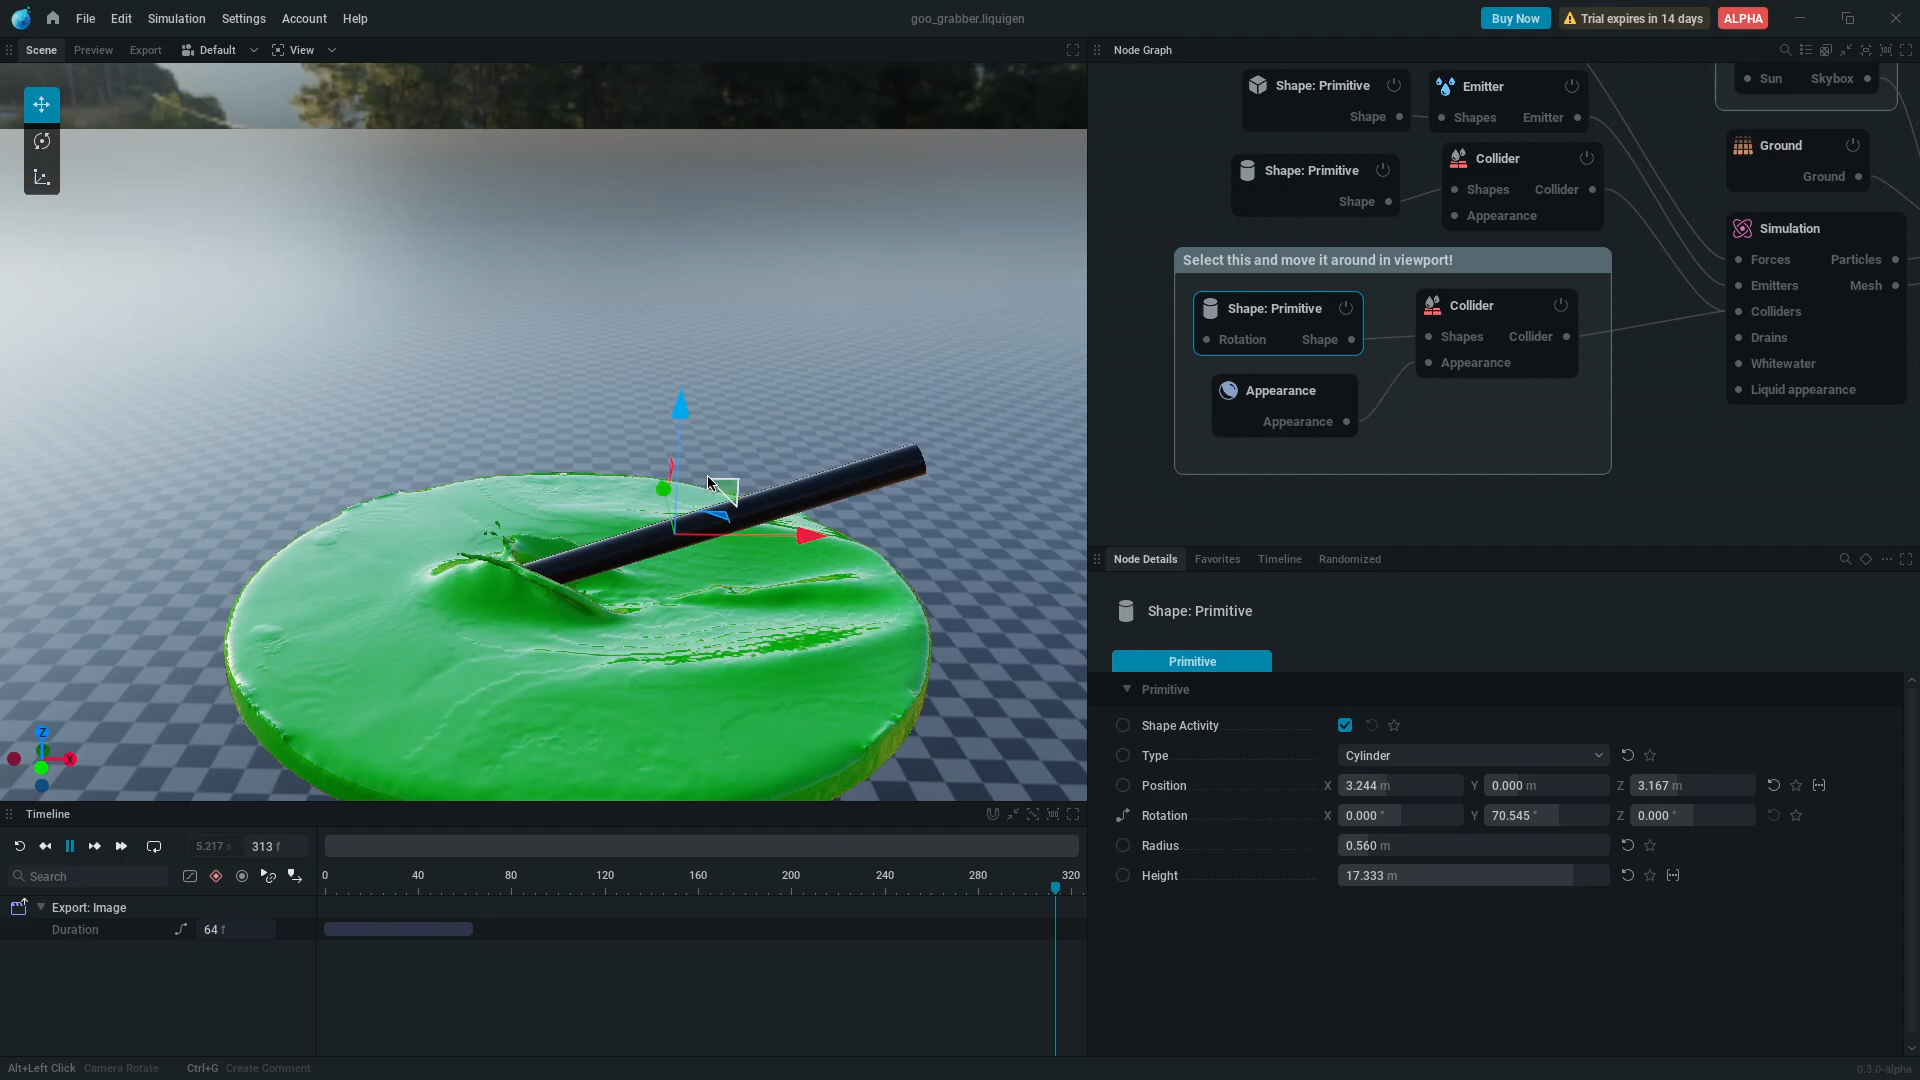 File Edit Simulation Settings Account Help
goo_grabber.liquigen
Buy Now Trial expires in 14 days ALPHA
Scene Preview Export Default View
Z
X
Timeline
5.217 s 313 f
Search
0 40 80 120 160 200 240 280 320
Export: Image
Duration 64 f
Node Graph
Shape: Primitive
Shape
Emitter
Shapes Emitter
Sun Skybox
Shape: Primitive
Shape
Collider
Shapes Collider
Appearance
Ground
Ground
Select this and move it around in viewport!
Shape: Primitive
Rotation Shape
Collider
Shapes Collider
Appearance
Appearance
Appearance
Simulation
Forces Particles
Emitters Mesh
Colliders
Drains
Whitewater
Liquid appearance
Node Details Favorites Timeline Randomized
Shape: Primitive
Primitive
Primitive
Shape Activity
Type Cylinder
Position X 3.244 m Y 0.000 m Z 3.167 m
Rotation X 0.000 ° Y 70.545 ° Z 0.000 °
Radius 0.560 m
Height 17.333 m
Alt+Left Click Camera Rotate Ctrl+G Create Comment
0.3.0-alpha